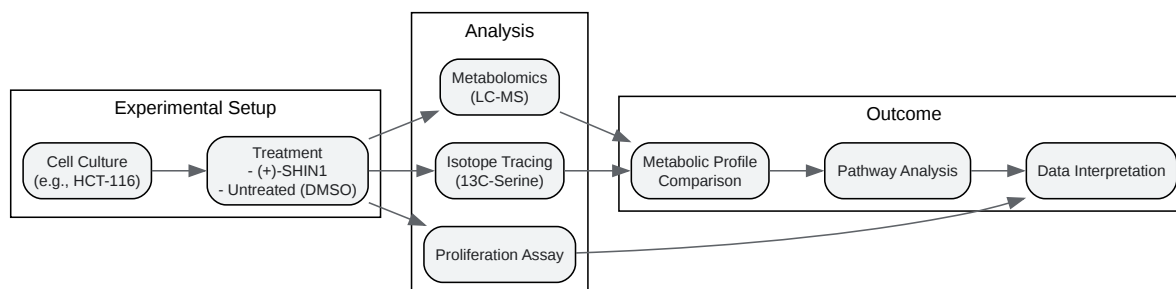 Experimental Setup
Cell Culture
(e.g., HCT-116)
Treatment
- (+)-SHIN1
- Untreated (DMSO)
Analysis
Metabolomics
(LC-MS)
Isotope Tracing
(13C-Serine)
Proliferation Assay
Outcome
Metabolic Profile
Comparison
Pathway Analysis
Data Interpretation